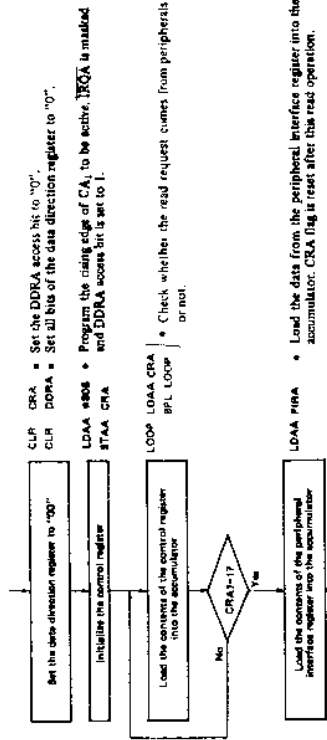 Set the data direction register to "00"
CLR CRA
CLR DDRA
• Set the DDRA access bit to "0".
• Set all bits of the data direction register to "0".
Initialize the control register
LDAA #$06
STAA CRA
• Program the rising edge of CA1 to be active. IRQA is masked
and DDRA access bit is set to 1.
Load the contents of the control register
into the accumulator
LOOP LDAA CRA
BPL LOOP
• Check whether the read request comes from peripherals
or not.
CRA7=1?
No
Yes
Load the contents of the peripheral
interface register into the accumulator
LDAA PIRA
• Load the data from the peripheral interface register into the
accumulator. CRA flag is reset after this read operation.